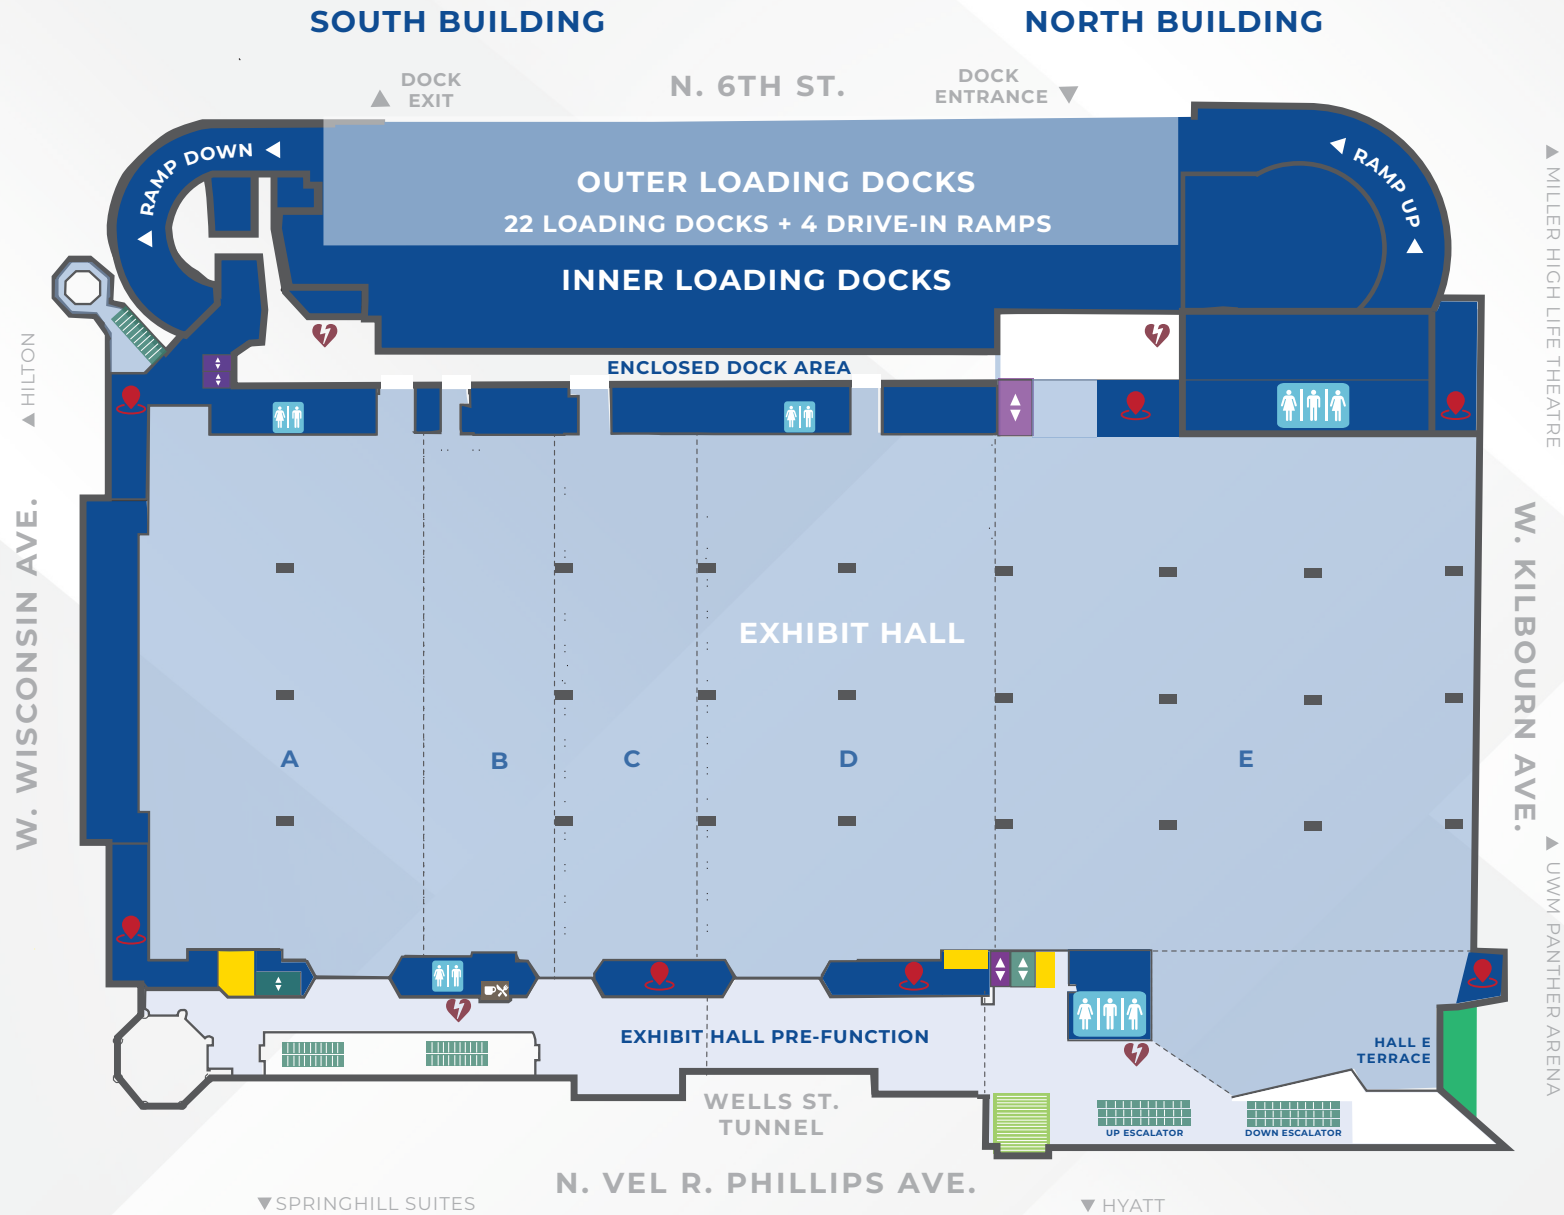 SOUTH BUILDING
NORTH BUILDING
DOCK
EXIT
N. 6TH ST.
DOCK
ENTRANCE
RAMP DOWN
RAMP UP
OUTER LOADING DOCKS
22 LOADING DOCKS + 4 DRIVE-IN RAMPS
INNER LOADING DOCKS
MILLER HIGH LIFE THEATRE
HILTON
ENCLOSED DOCK AREA
W. WISCONSIN AVE.
W. KILBOURN AVE.
EXHIBIT HALL
A
B
C
D
E
UWM PANTHER ARENA
EXHIBIT HALL PRE-FUNCTION
HALL E
TERRACE
WELLS ST.
TUNNEL
UP ESCALATOR
DOWN ESCALATOR
N. VEL R. PHILLIPS AVE.
SPRINGHILL SUITES
HYATT